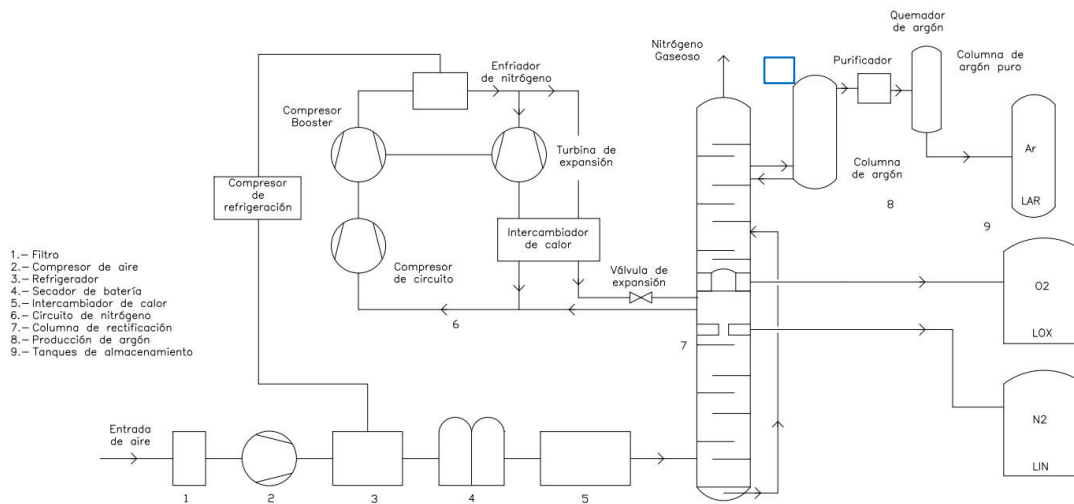 Quemador
de argón
Nitrógeno
Gaseoso
Purificador
Columna de
argón puro
Enfriador
de nitrógeno
Compresor
Booster
Turbina de
expansión
Ar
LAR
Columna
de argón
8
9
Compresor
de
refrigeración
Intercambiador
de calor
Compresor
de circuito
Válvula de
expansión
6
7
O2
LOX
1.– Filtro
2.– Compresor de aire
3.– Refrigerador
4.– Secador de batería
5.– Intercambiador de calor
6.– Circuito de nitrógeno
7.– Columna de rectificación
8.– Producción de argón
9.– Tanques de almacenamiento
N2
LIN
Entrada
de aire
1
2
3
4
5